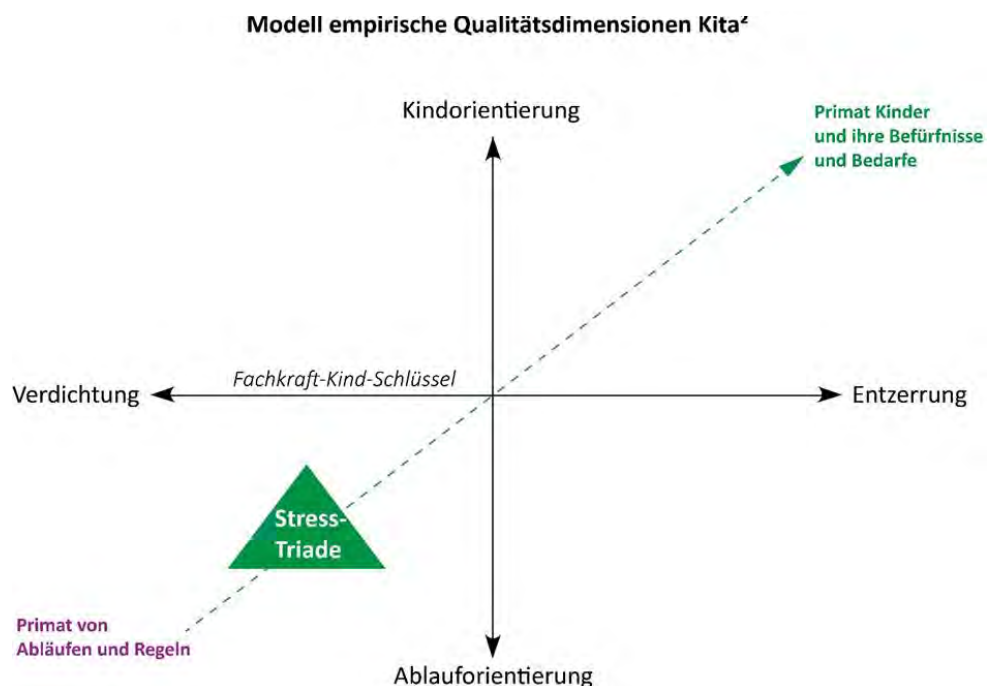 Modell empirische Qualitätsdimensionen Kita²
Kindorientierung
Primat Kinder
und ihre Befürfnisse
und Bedarfe
Fachkraft-Kind-Schlüssel
Verdichtung
Entzerrung
Stress-
Triade
Primat von
Abläufen und Regeln
Ablauforientierung